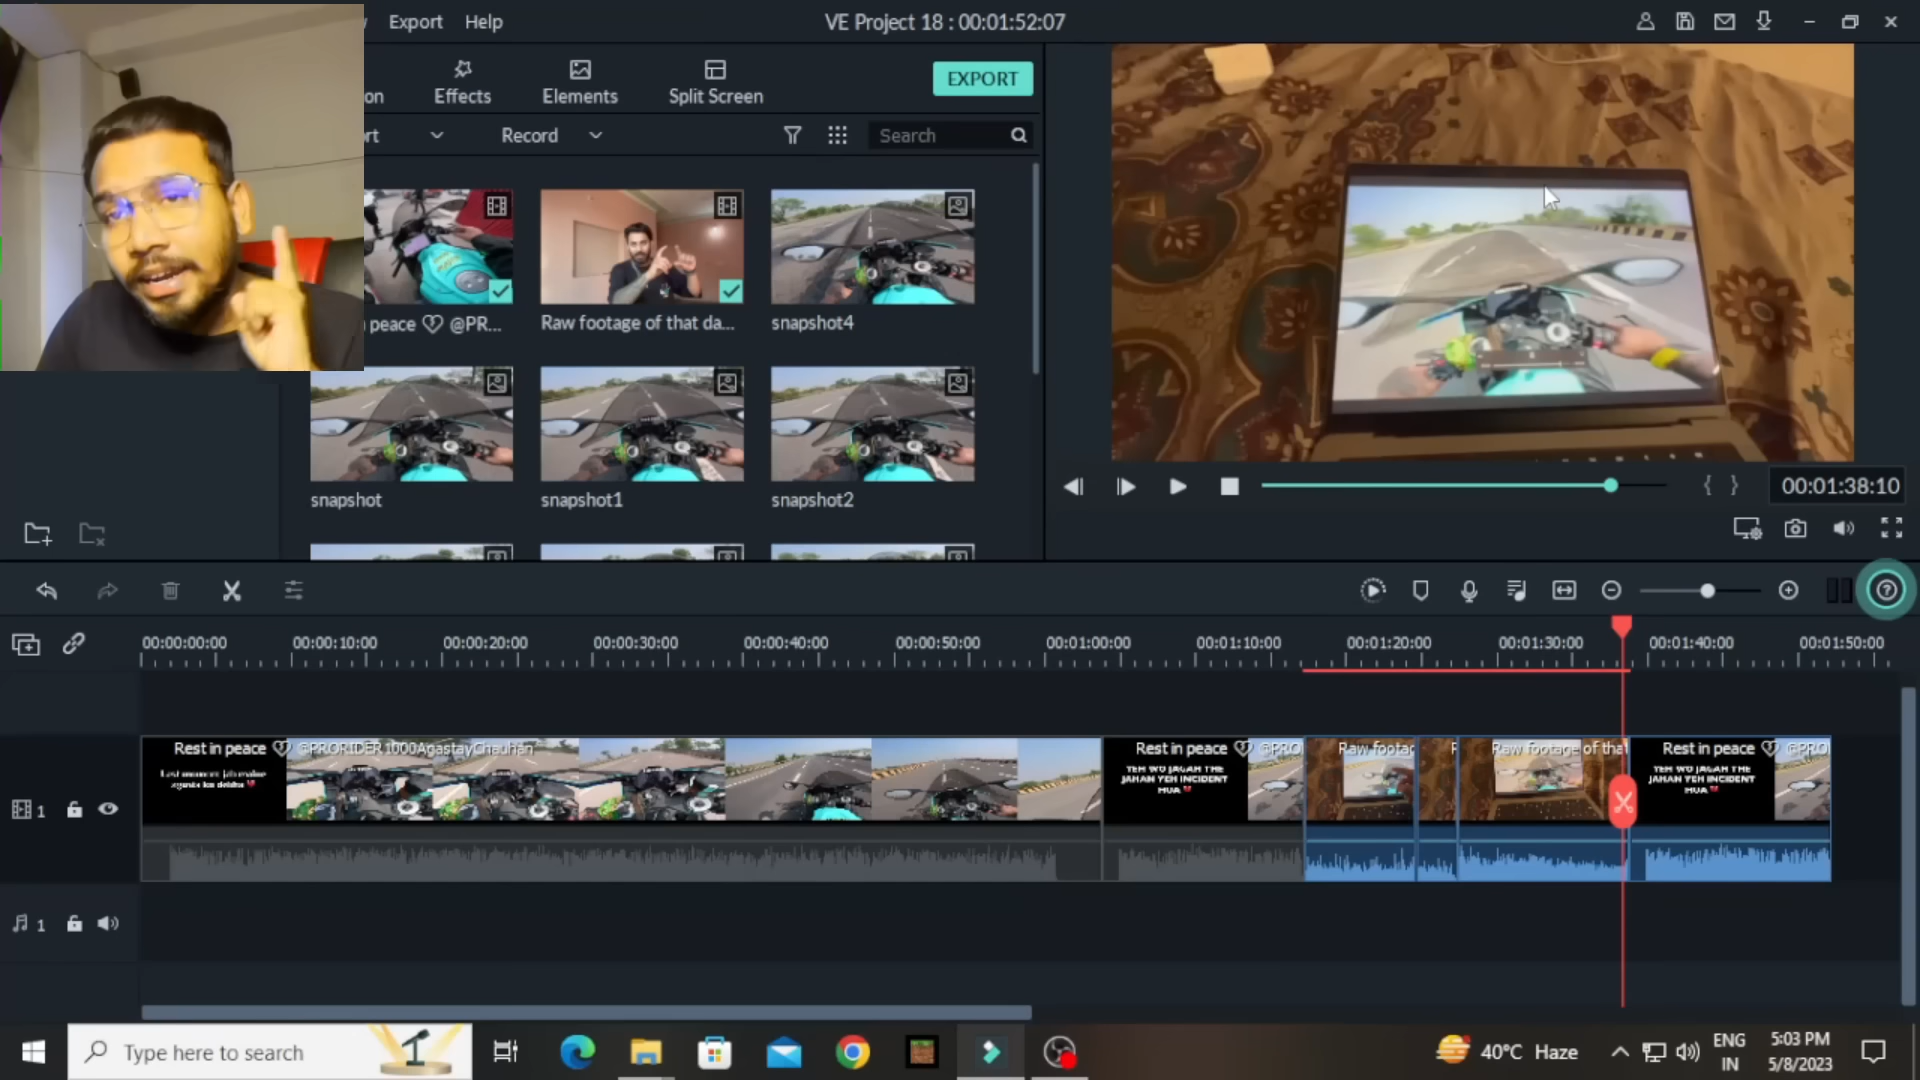 Export Help
VE Project 18 : 00:01:52:07
on Effects Elements Split Screen EXPORT
rt Record Search
peace @PR... Raw footage of that da... snapshot4
snapshot snapshot1 snapshot2
{ } 00:01:38:10
00:00:00:00 00:00:10:00 00:00:20:00 00:00:30:00 00:00:40:00 00:00:50:00 00:01:00:00 00:01:10:00 00:01:20:00 00:01:30:00 00:01:40:00 00:01:50:00
Rest in peace @PRORIDER1000AgastayChauhan
Rest in peace @PRO
Raw footag
Raw footage of that
Rest in peace @PRO
YEH WO JAGAH THE
JAHAN YEH INCIDENT
HUA
YEH WO JAGAH THE
JAHAN YEH INCIDENT
HUA
1
1
Type here to search
40°C Haze
ENG
IN
5:03 PM
5/8/2023